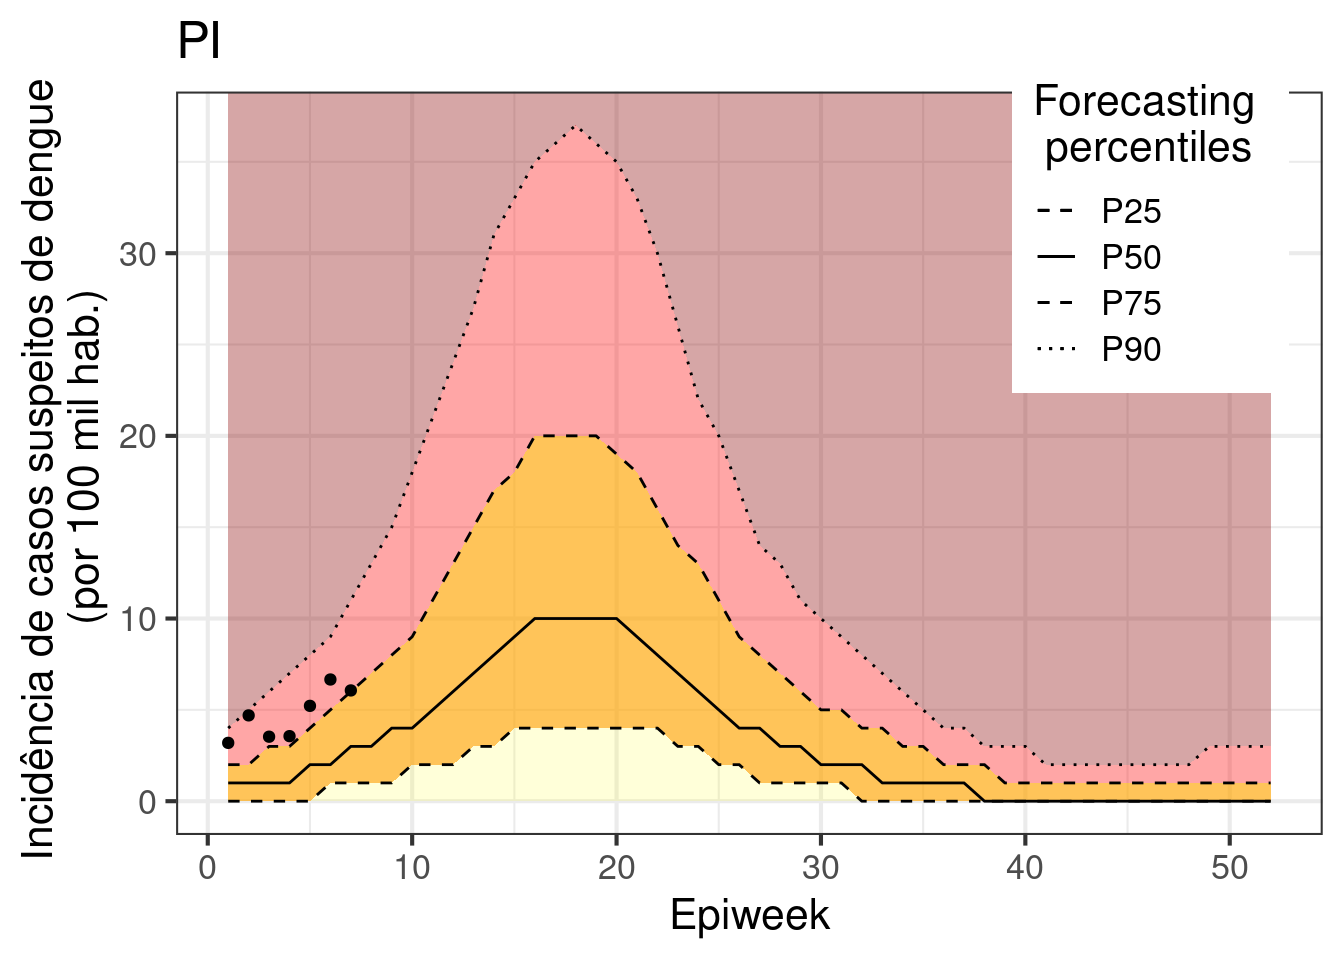 PI
Incidência de casos suspeitos de dengue
(por 100 mil hab.)
30
20
10
0
0 10 20 30 40 50
Epiweek
Forecasting
percentiles
P25
P50
P75
P90